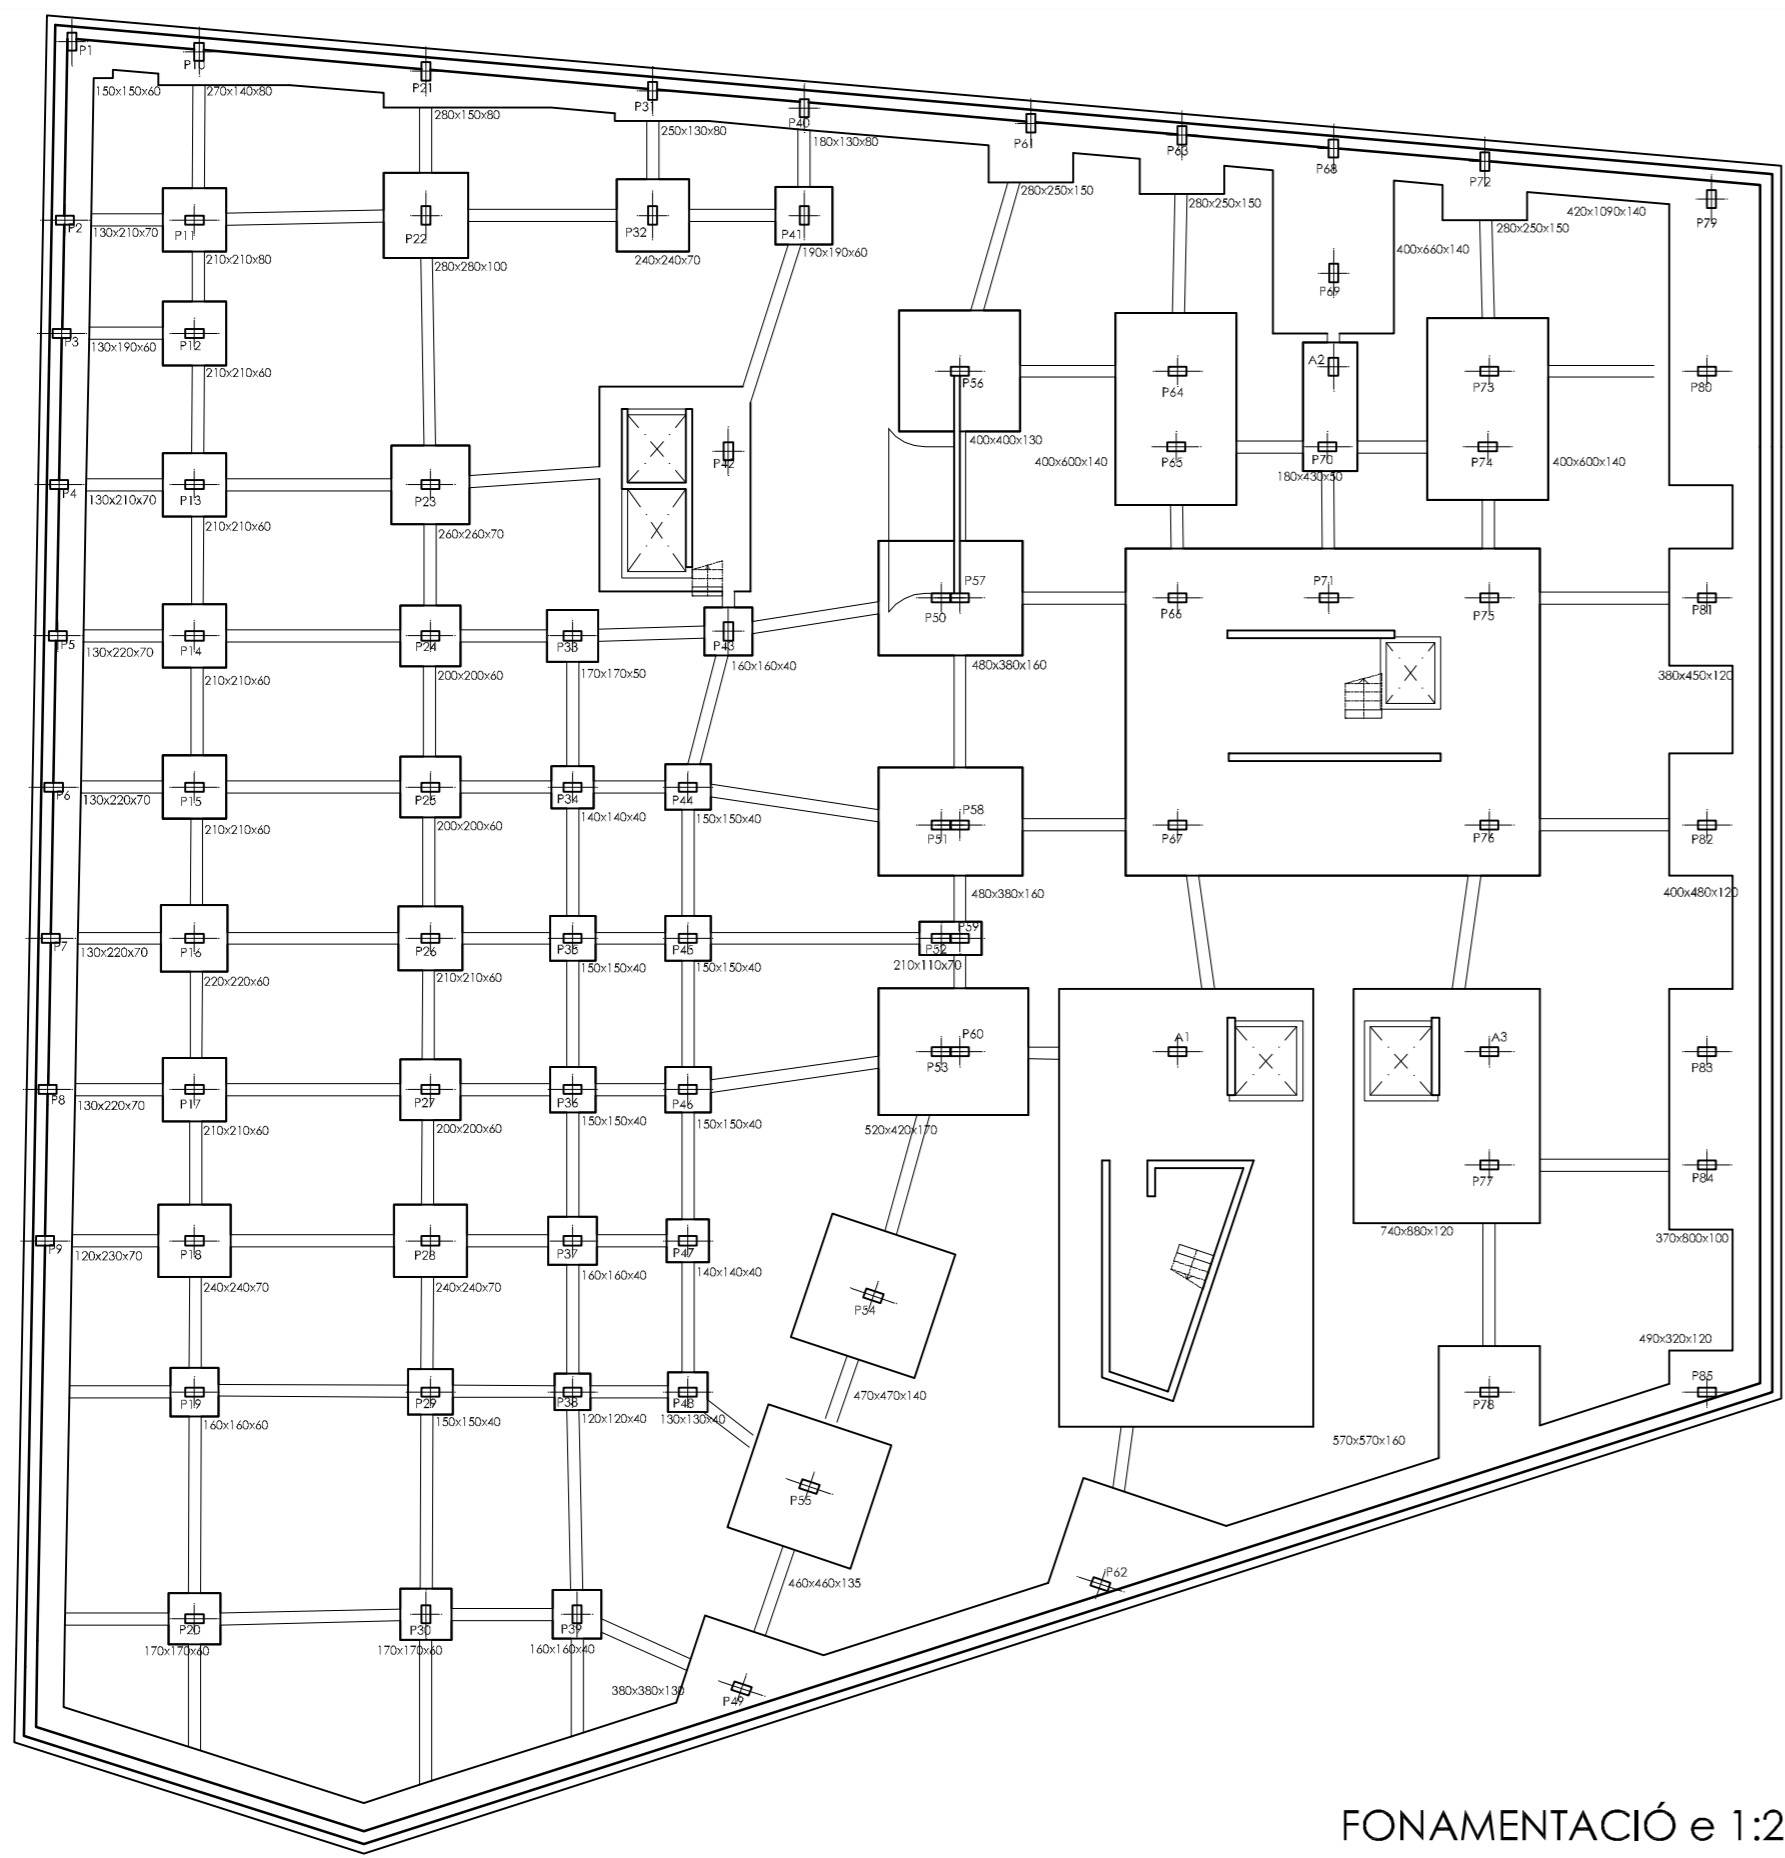 P1
P10
P21
P31
P40
P61
P63
P68
P72
P79
150x150x60
270x140x80
280x150x80
250x130x80
180x130x80
280x250x150
280x250x150
420x1090x140
280x250x150
P2
130x210x70
P11
P22
P32
P41
210x210x80
280x280x100
240x240x70
190x190x60
400x660x140
P69
P3
130x190x60
P12
210x210x60
P56
P64
A2
P73
P80
400x400x130
P42
400x600x140
P65
P70
180x430x50
P74
400x600x140
P4
130x210x70
P13
P23
210x210x60
260x260x70
P57
P50
P66
P71
P75
P81
P5
130x220x70
P14
P24
P33
P43
160x160x40
480x380x160
210x210x60
200x200x60
170x170x50
380x450x120
P6
130x220x70
P15
P25
P34
P44
210x210x60
200x200x60
140x140x40
150x150x40
P58
P51
P67
P76
P82
480x380x160
400x480x120
P7
130x220x70
P16
P26
P35
P45
P59
P52
210x110x70
220x220x60
210x210x60
150x150x40
150x150x40
P60
P53
A1
A3
P83
P8
130x220x70
P17
P27
P36
P46
210x210x60
200x200x60
150x150x40
150x150x40
520x420x170
P77
P84
P9
120x230x70
P18
P28
P37
P47
740x880x120
370x800x100
240x240x70
240x240x70
160x160x40
140x140x40
P54
490x320x120
P19
P29
P38
P48
470x470x140
P78
P85
160x160x60
150x150x40
120x120x40
130x130x40
570x570x160
P55
P62
460x460x135
P20
P30
P39
170x170x60
170x170x60
160x160x40
380x380x130
P49
FONAMENTACIÓ e 1:2